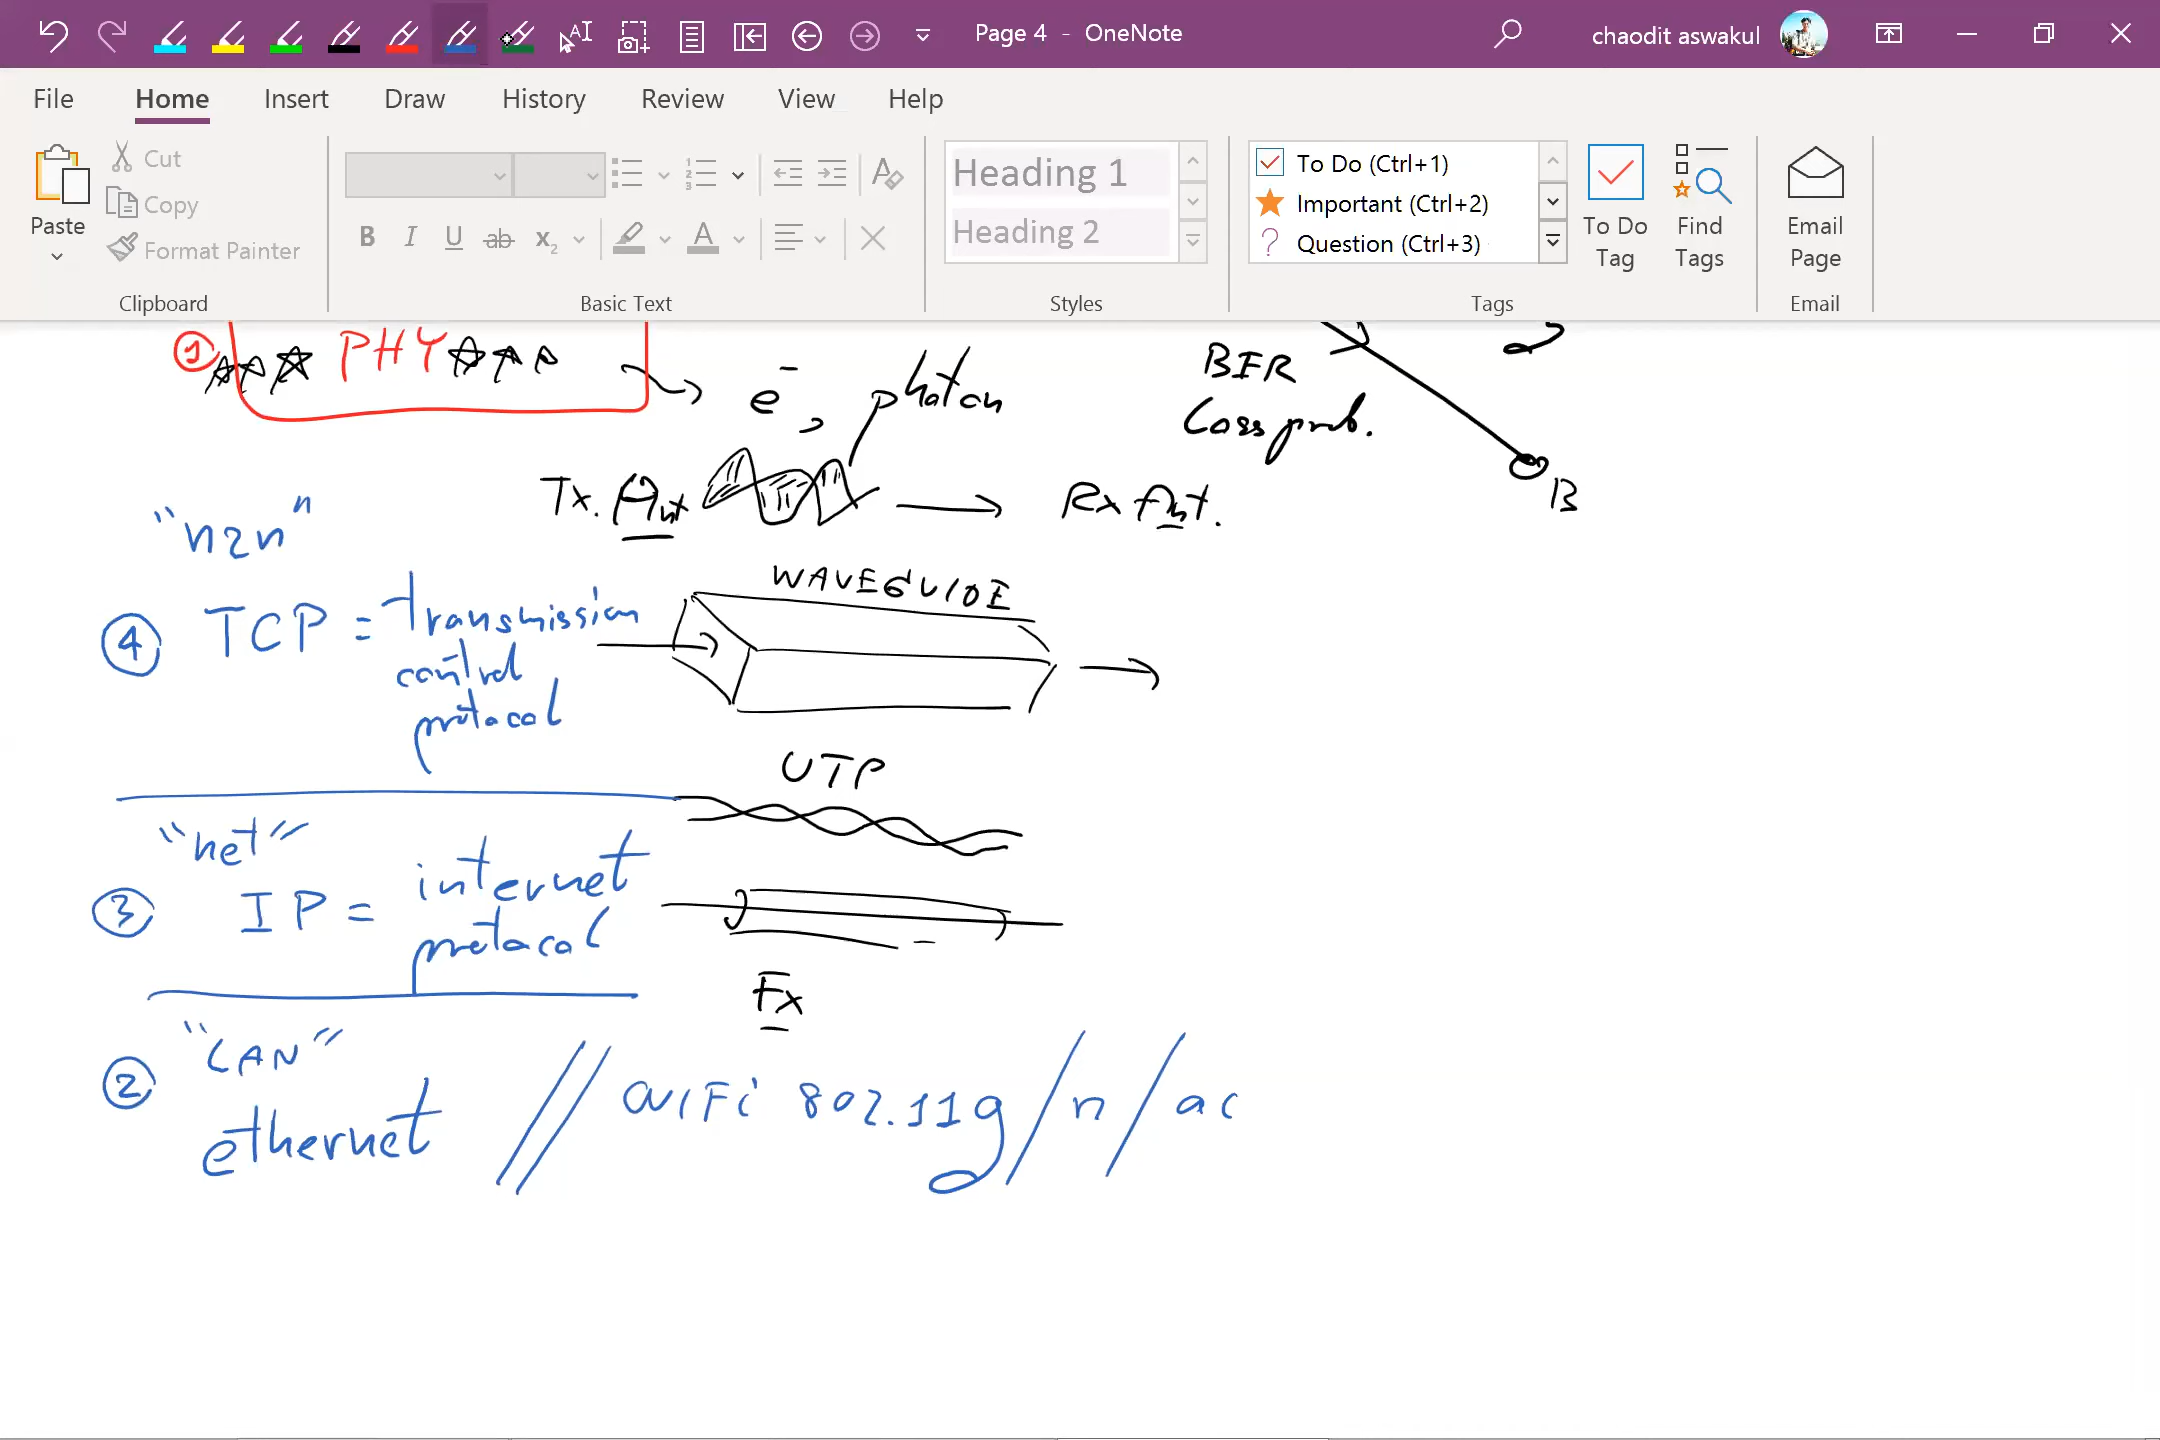 Page 4 - OneNote
chaodit aswakul
File Home Insert Draw History Review View Help
Paste
Cut
Copy
Format Painter
Clipboard
B I U ab x₂ A
Basic Text
Heading 1
Heading 2
Styles
To Do (Ctrl+1)
Important (Ctrl+2)
Question (Ctrl+3)
Tags
To Do
Tag
Find
Tags
Email
Page
Email
① PHY
e⁻, photon
BER
Loss prob.
B
Tx. Ant
Rx Ant.
"n2n"
④ TCP = transmission
control
protocol
WAVEGUIDE
UTP
"net"
③ IP = internet
protocol
Fx
"LAN"
② ethernet // WiFi 802.11g/n/ac